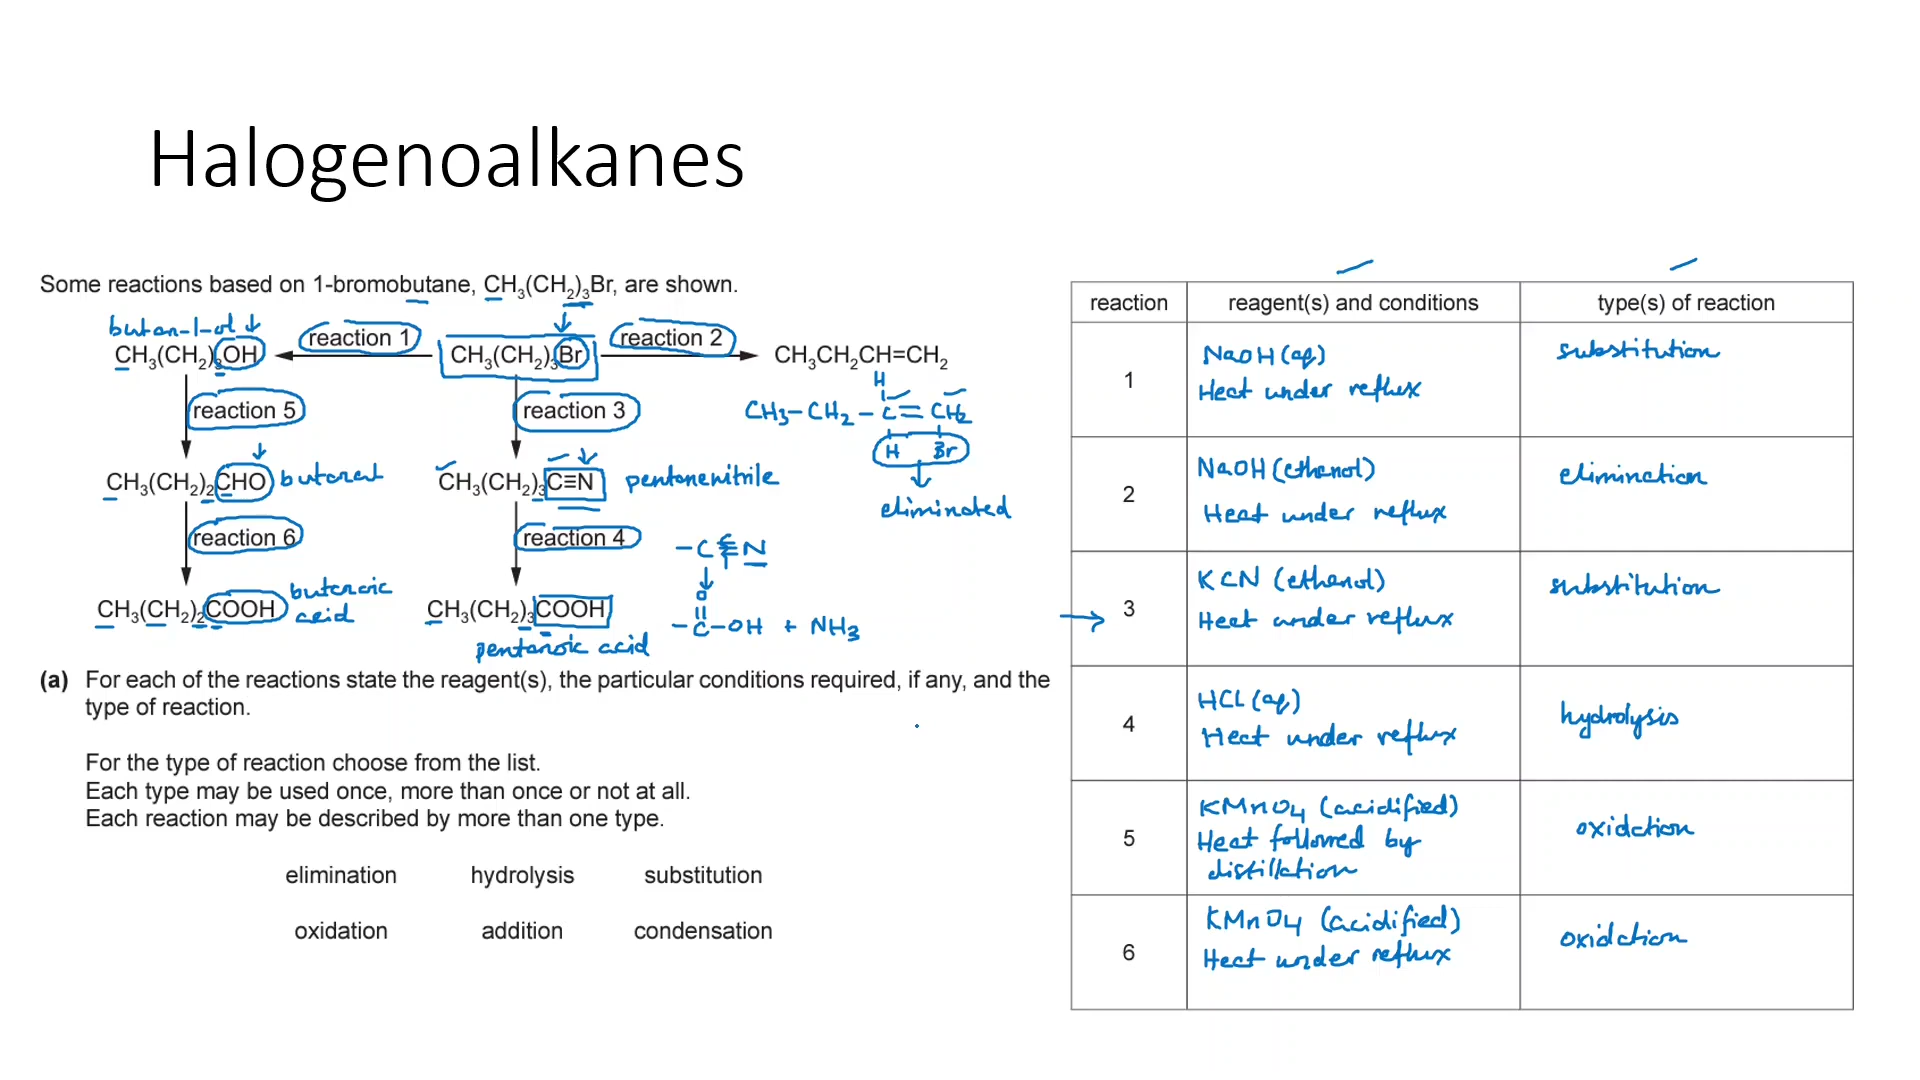 Halogenoalkanes
Some reactions based on 1-bromobutane, CH₃(CH₂)₃Br, are shown.
butan-1-ol
CH₃(CH₂)₃OH
reaction 1
CH₃(CH₂)₃Br
reaction 2
CH₃CH₂CH=CH₂
H
CH₃-CH₂-C=CH₂
H Br
eliminated
reaction 5
reaction 3
CH₃(CH₂)₂CHO butanal
CH₃(CH₂)₃C≡N pentanenitrile
reaction 6
reaction 4
-C≡N
O
-C-OH + NH₃
CH₃(CH₂)₂COOH butanoic
acid
CH₃(CH₂)₃COOH
pentanoic acid
(a) For each of the reactions state the reagent(s), the particular conditions required, if any, and the
type of reaction.
For the type of reaction choose from the list.
Each type may be used once, more than once or not at all.
Each reaction may be described by more than one type.
elimination hydrolysis substitution
oxidation addition condensation
reaction reagent(s) and conditions type(s) of reaction
1 NaOH (aq) substitution
Heat under reflux
2 NaOH (ethanol) elimination
Heat under reflux
3 KCN (ethanol) substitution
Heat under reflux
4 HCl (aq) hydrolysis
Heat under reflux
5 KMnO₄ (acidified) oxidation
Heat followed by
distillation
6 KMnO₄ (acidified) oxidation
Heat under reflux